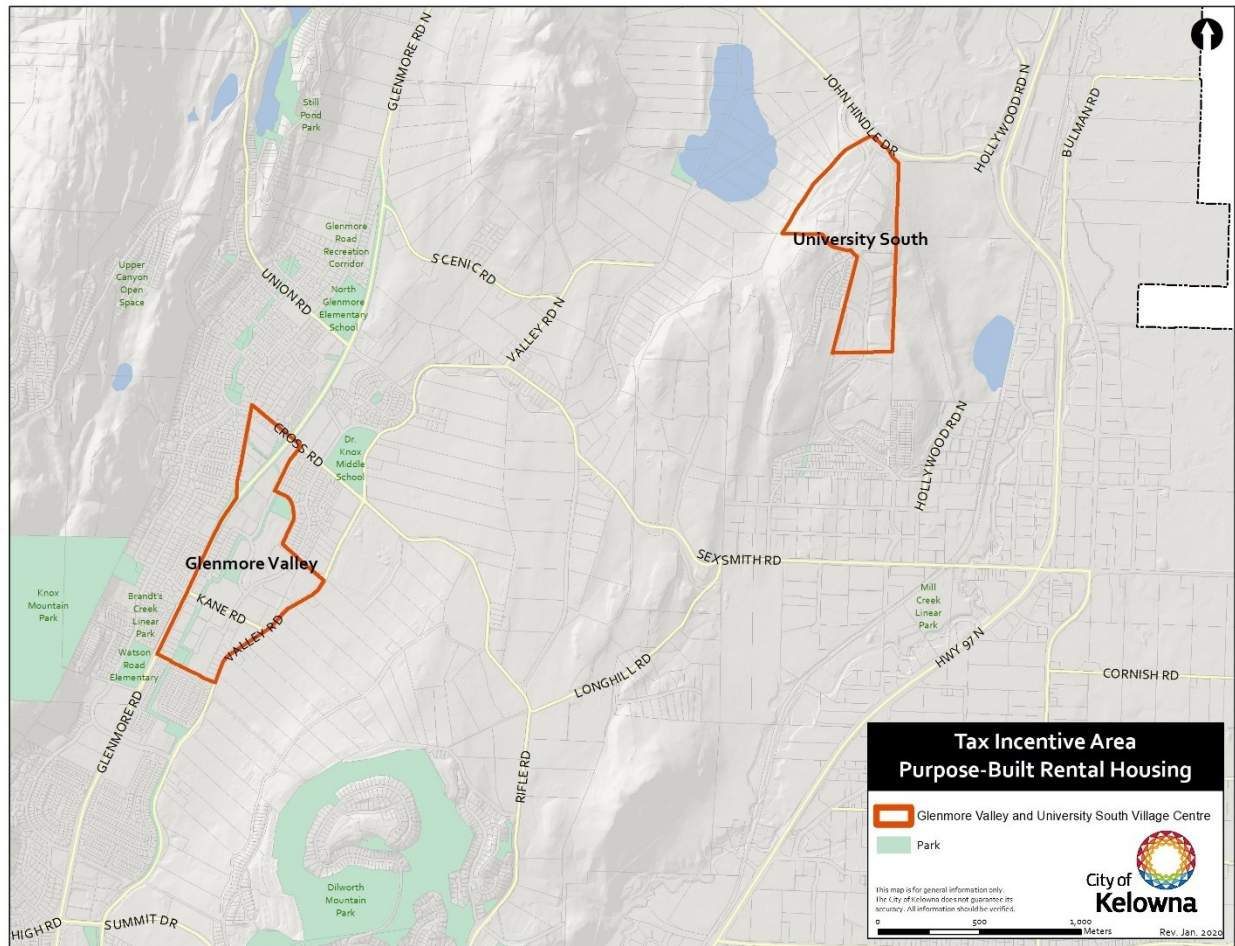 GLENMORE RD N
JOHN HINDLE DR
HOLLYWOOD RD N
BULMAN RD
Still
Pond
Park
Glenmore
Road
Recreation
Corridor
University South
SCENIC RD
Upper
Canyon
Open
Space
UNION RD
North
Glenmore
Elementary
School
VALLEY RD N
CROSS RD
Dr.
Knox
Middle
School
HOLLYWOOD RD N
SEXSMITH RD
Glenmore Valley
Knox
Mountain
Park
Brandt's
Creek
Linear
Park
KANE RD
VALLEY RD
Mill
Creek
Linear
Park
HWY 97 N
Watson
Road
Elementary
LONGHILL RD
CORNISH RD
GLENMORE RD
RIFLE RD
Dilworth
Mountain
Park
HIGH RD
SUMMIT DR
Tax Incentive Area
Purpose-Built Rental Housing
Glenmore Valley and University South Village Centre
Park
This map is for general information only.
The City of Kelowna does not guarantee its
accuracy. All information should be verified.
City of
Kelowna
0 500 1,000
Meters
Rev. Jan. 2020